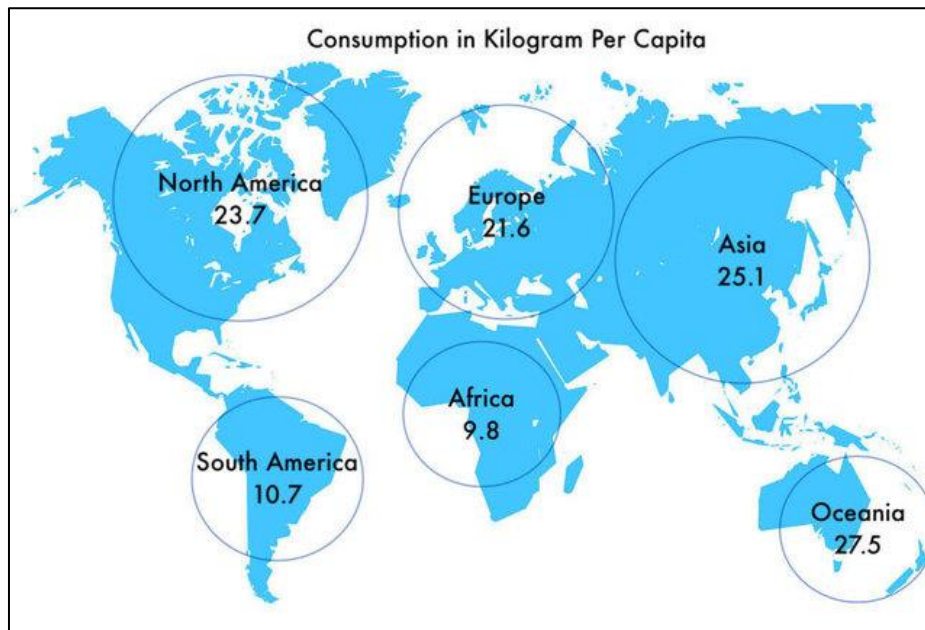 Consumption in Kilogram Per Capita
North America
23.7
Europe
21.6
Asia
25.1
Africa
9.8
South America
10.7
Oceania
27.5